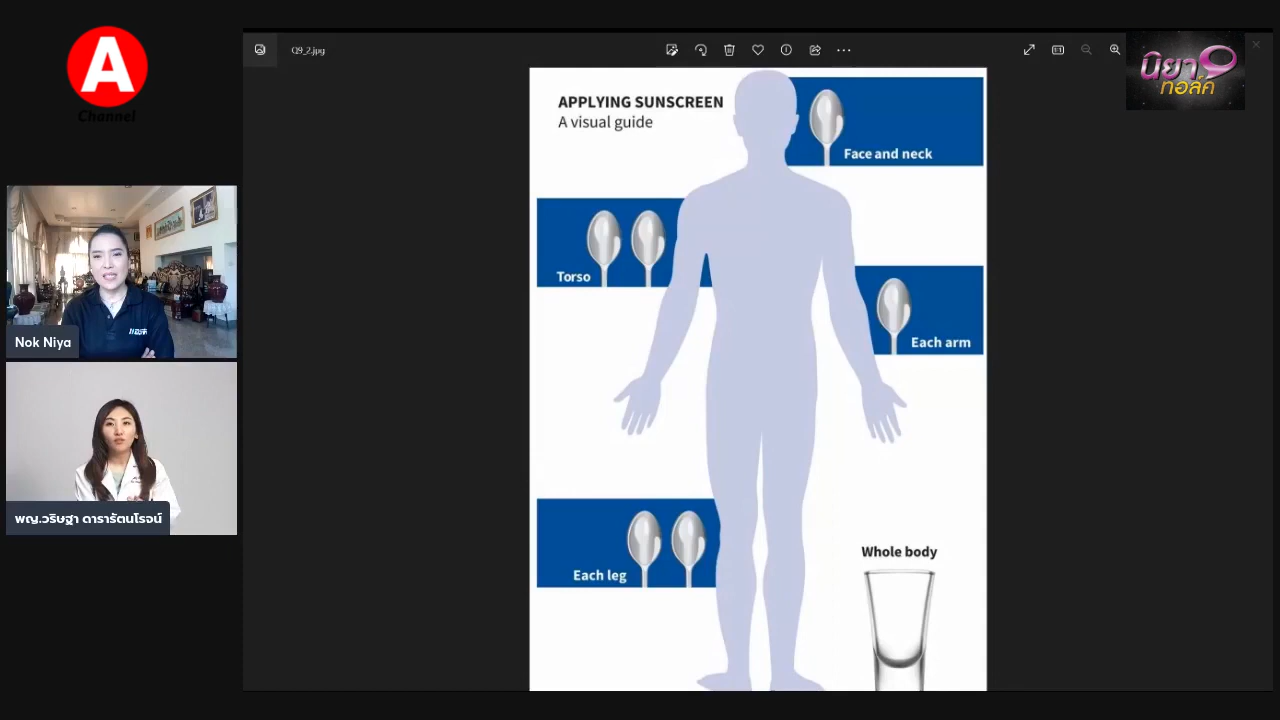 A
Channel
Q9_2.jpg
นิยา
ทอล์ค
APPLYING SUNSCREEN
A visual guide
Face and neck
Torso
Each arm
Each leg
Whole body
Nok Niya
พญ.วริษฐา ดารารัตนโรจน์